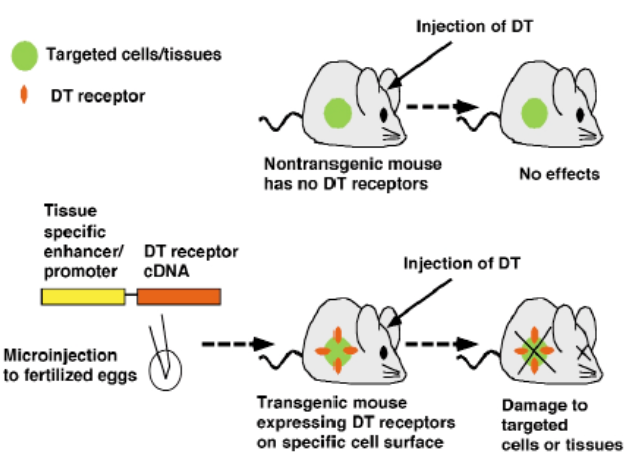 Injection of DT
Targeted cells/tissues
DT receptor
Nontransgenic mouse
has no DT receptors
No effects
Tissue
specific
enhancer/
promoter
DT receptor
cDNA
Injection of DT
Microinjection
to fertilized eggs
Transgenic mouse
expressing DT receptors
on specific cell surface
Damage to
targeted
cells or tissues